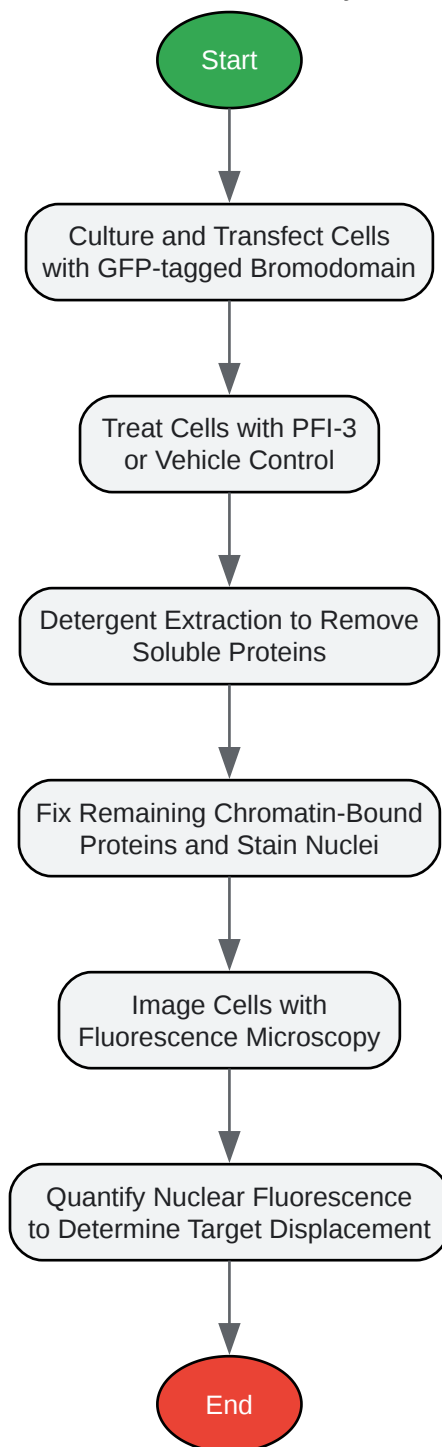 Start
Culture and Transfect Cells
with GFP-tagged Bromodomain
Treat Cells with PFI-3
or Vehicle Control
Detergent Extraction to Remove
Soluble Proteins
Fix Remaining Chromatin-Bound
Proteins and Stain Nuclei
Image Cells with
Fluorescence Microscopy
Quantify Nuclear Fluorescence
to Determine Target Displacement
End